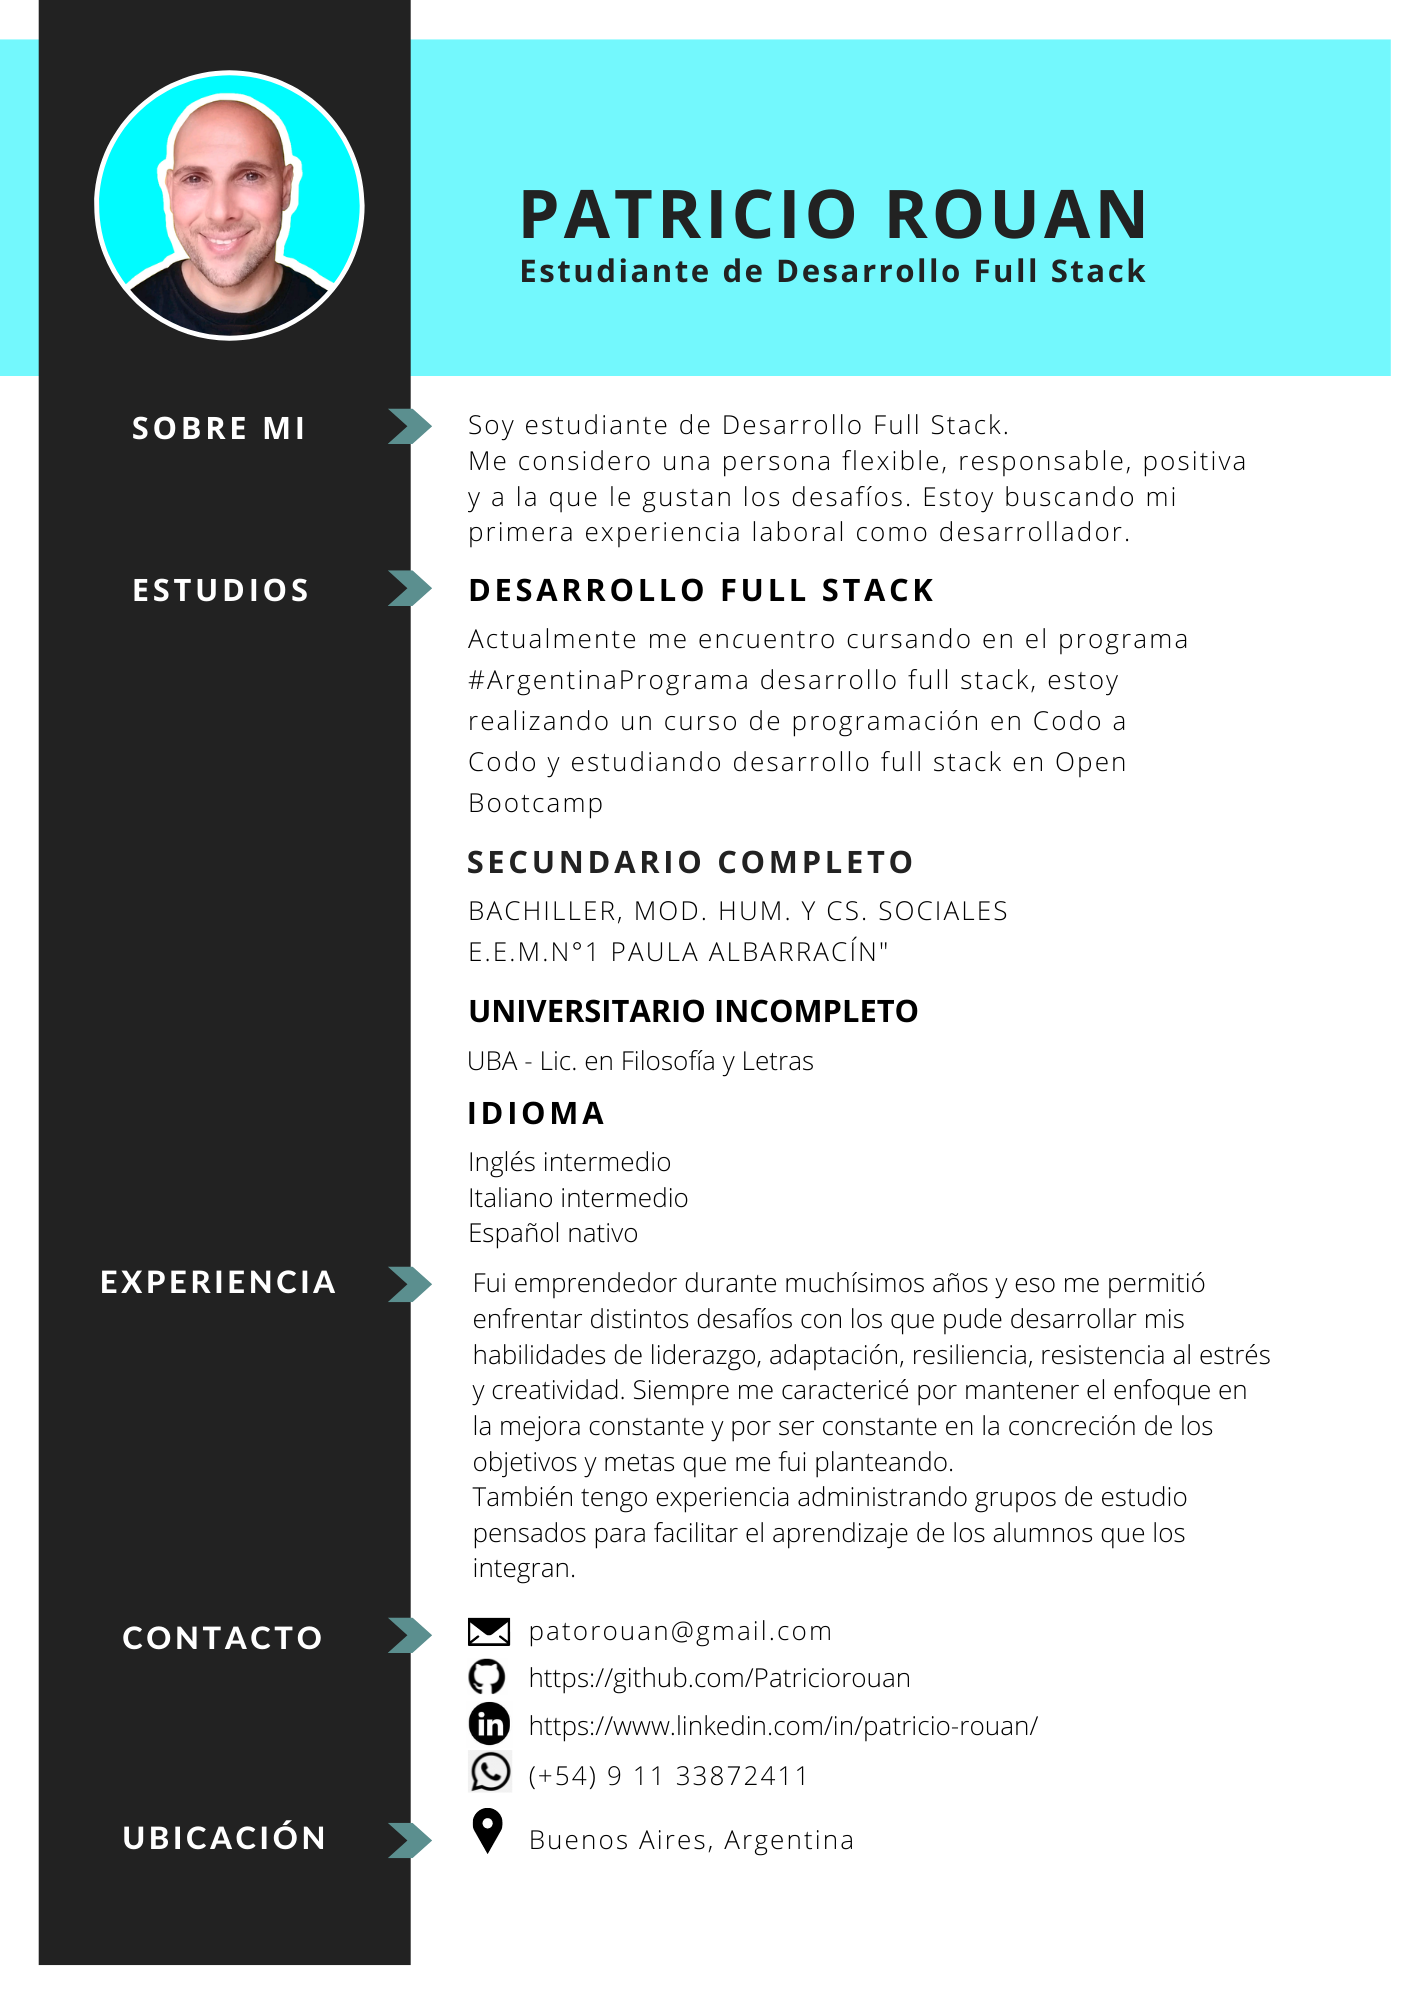 PATRICIO ROUAN
Estudiante de Desarrollo Full Stack
SOBRE MI
Soy estudiante de Desarrollo Full Stack.
Me considero una persona flexible, responsable, positiva
y a la que le gustan los desafíos. Estoy buscando mi
primera experiencia laboral como desarrollador.
ESTUDIOS
DESARROLLO FULL STACK
Actualmente me encuentro cursando en el programa
#ArgentinaPrograma desarrollo full stack, estoy
realizando un curso de programación en Codo a
Codo y estudiando desarrollo full stack en Open
Bootcamp
SECUNDARIO COMPLETO
BACHILLER, MOD. HUM. Y CS. SOCIALES
E.E.M.N°1 PAULA ALBARRACÍN"
UNIVERSITARIO INCOMPLETO
UBA - Lic. en Filosofía y Letras
IDIOMA
Inglés intermedio
Italiano intermedio
Español nativo
EXPERIENCIA
Fui emprendedor durante muchísimos años y eso me permitió
enfrentar distintos desafíos con los que pude desarrollar mis
habilidades de liderazgo, adaptación, resiliencia, resistencia al estrés
y creatividad. Siempre me caractericé por mantener el enfoque en
la mejora constante y por ser constante en la concreción de los
objetivos y metas que me fui planteando.
También tengo experiencia administrando grupos de estudio
pensados para facilitar el aprendizaje de los alumnos que los
integran.
CONTACTO
patorouan@gmail.com
https://github.com/Patriciorouan
in
https://www.linkedin.com/in/patricio-rouan/
(+54) 9 11 33872411
UBICACIÓN
Buenos Aires, Argentina